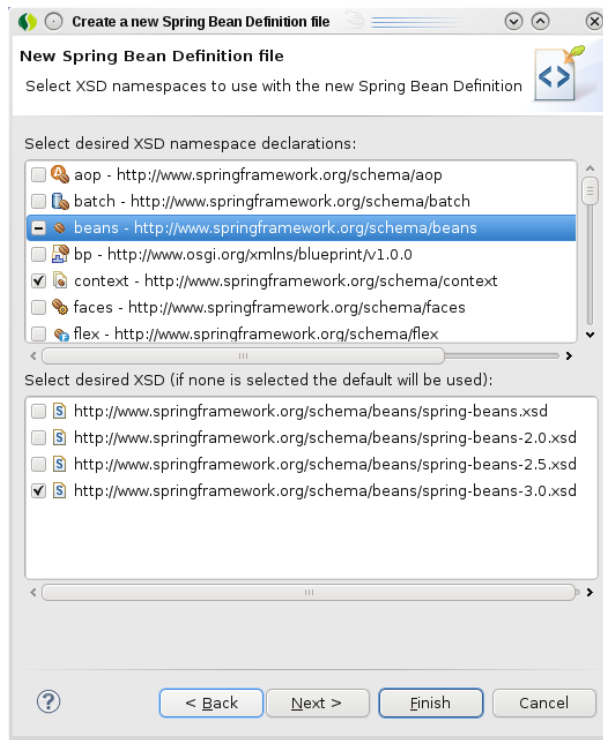 Create a new Spring Bean Definition file
New Spring Bean Definition file
Select XSD namespaces to use with the new Spring Bean Definition
Select desired XSD namespace declarations:
aop - http://www.springframework.org/schema/aop
batch - http://www.springframework.org/schema/batch
beans - http://www.springframework.org/schema/beans
bp - http://www.osgi.org/xmlns/blueprint/v1.0.0
context - http://www.springframework.org/schema/context
faces - http://www.springframework.org/schema/faces
flex - http://www.springframework.org/schema/flex
Select desired XSD (if none is selected the default will be used):
http://www.springframework.org/schema/beans/spring-beans.xsd
http://www.springframework.org/schema/beans/spring-beans-2.0.xsd
http://www.springframework.org/schema/beans/spring-beans-2.5.xsd
http://www.springframework.org/schema/beans/spring-beans-3.0.xsd
< Back Next > Finish Cancel